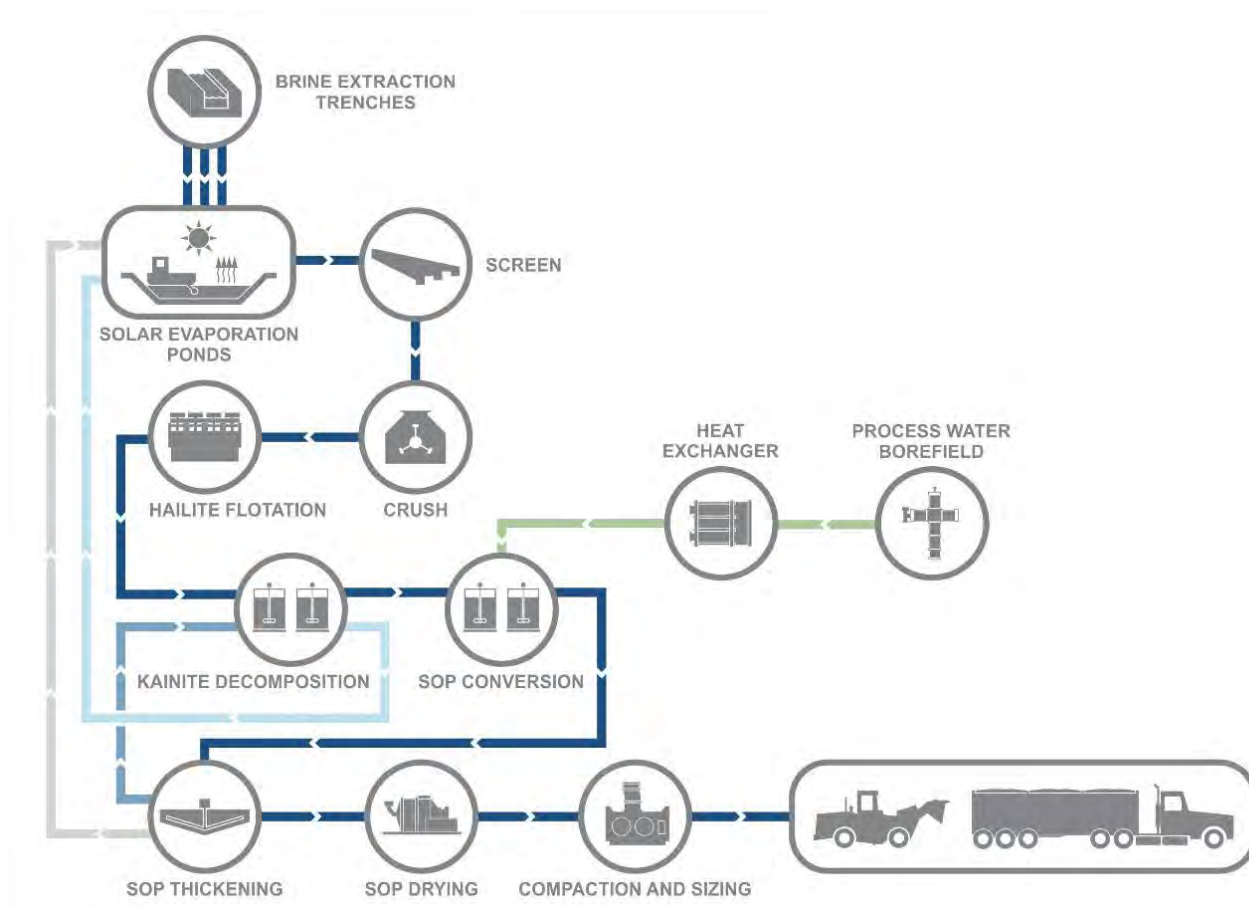 BRINE EXTRACTION
TRENCHES
SCREEN
SOLAR EVAPORATION
PONDS
HEAT
EXCHANGER
PROCESS WATER
BOREFIELD
HAILITE FLOTATION
CRUSH
KAINITE DECOMPOSITION
SOP CONVERSION
SOP THICKENING
SOP DRYING
COMPACTION AND SIZING